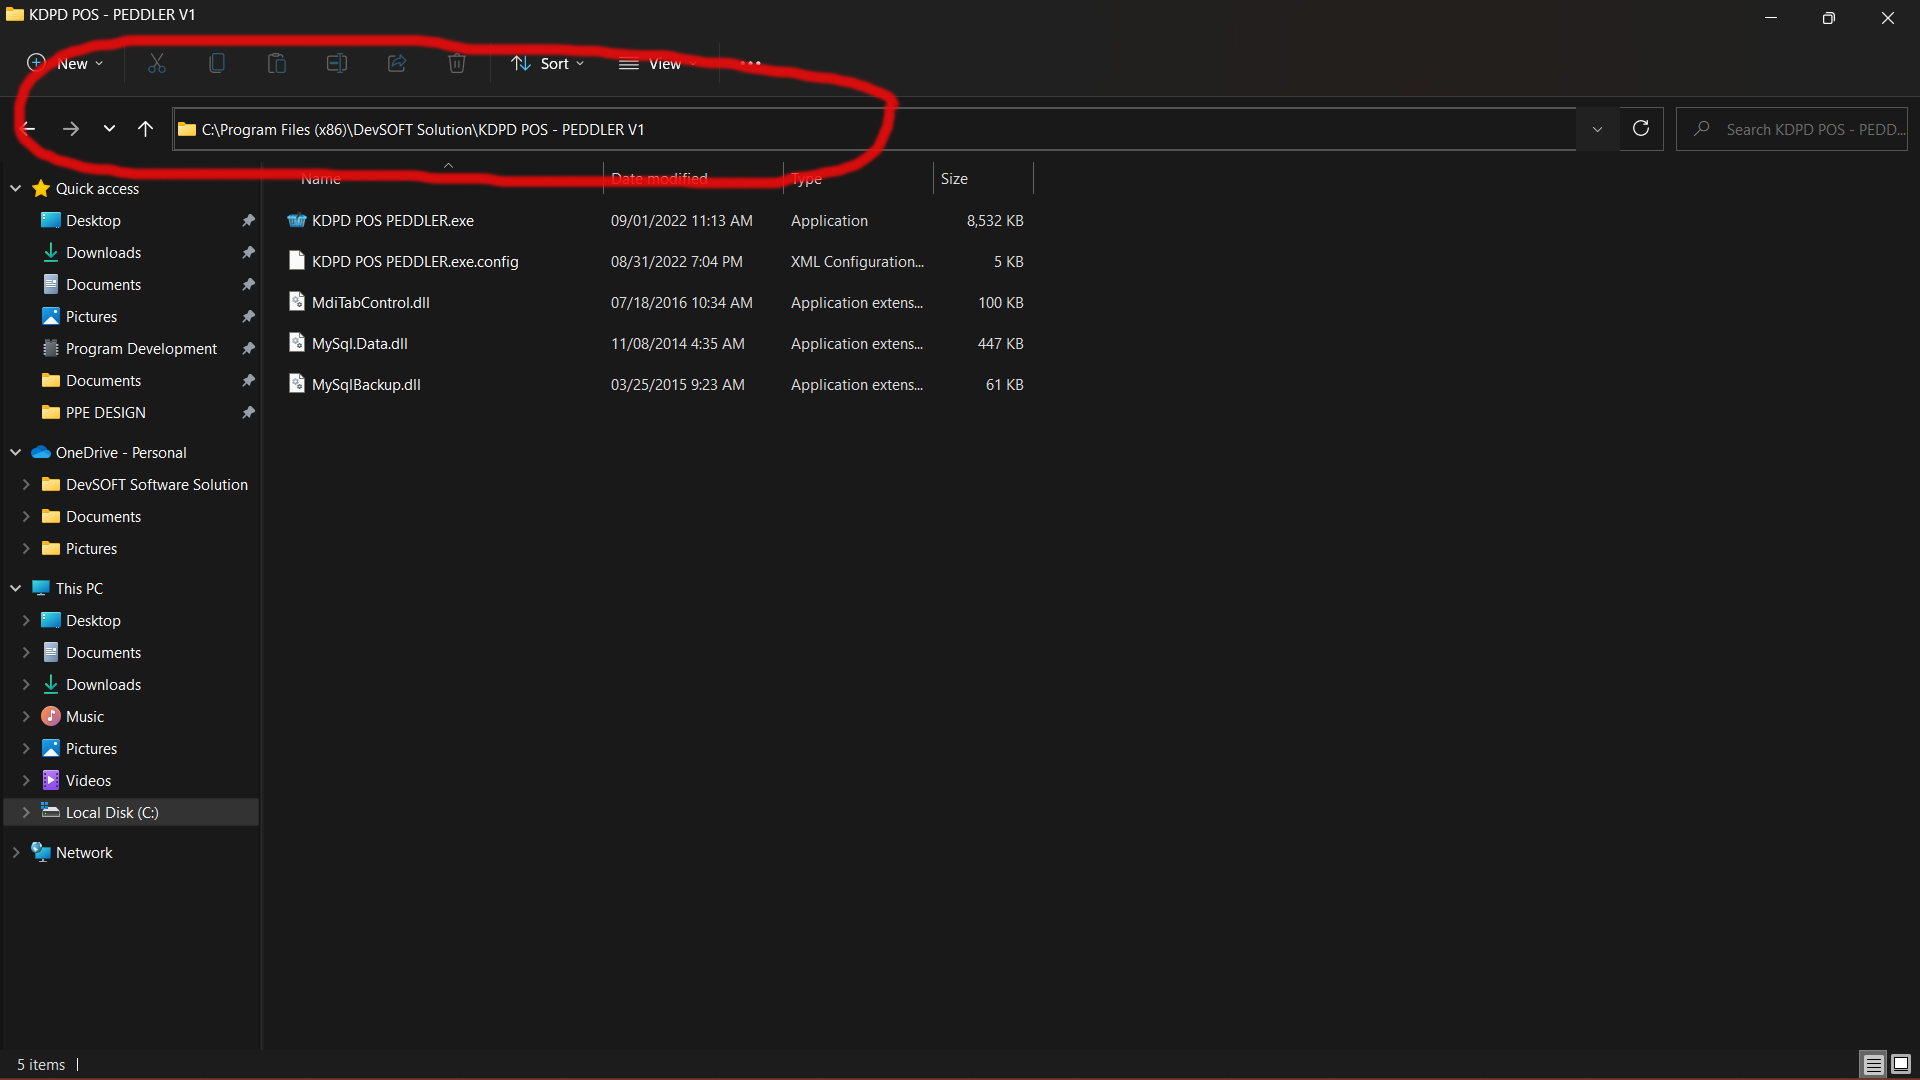 KDPD POS - PEDDLER V1
New
Sort
View
C:\Program Files (x86)\DevSOFT Solution\KDPD POS - PEDDLER V1
Search KDPD POS - PEDD...
Name Date modified Type Size
KDPD POS PEDDLER.exe 09/01/2022 11:13 AM Application 8,532 KB
KDPD POS PEDDLER.exe.config 08/31/2022 7:04 PM XML Configuration... 5 KB
MdiTabControl.dll 07/18/2016 10:34 AM Application extens... 100 KB
MySql.Data.dll 11/08/2014 4:35 AM Application extens... 447 KB
MySqlBackup.dll 03/25/2015 9:23 AM Application extens... 61 KB
Quick access
Desktop
Downloads
Documents
Pictures
Program Development
Documents
PPE DESIGN
OneDrive - Personal
DevSOFT Software Solution
Documents
Pictures
This PC
Desktop
Documents
Downloads
Music
Pictures
Videos
Local Disk (C:)
Network
5 items